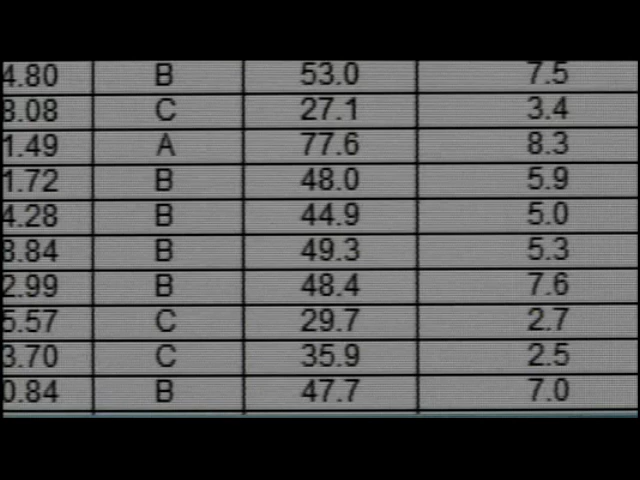 4.80 B 53.0 7.5
8.08 C 27.1 3.4
1.49 A 77.6 8.3
1.72 B 48.0 5.9
4.28 B 44.9 5.0
8.84 B 49.3 5.3
2.99 B 48.4 7.6
5.57 C 29.7 2.7
3.70 C 35.9 2.5
0.84 B 47.7 7.0